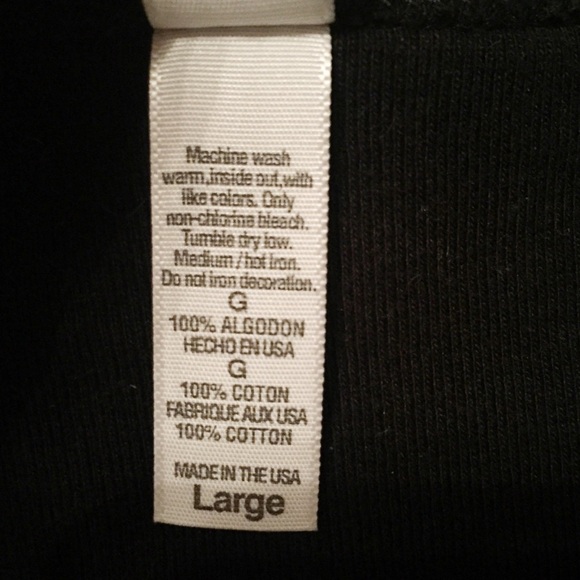 Machine wash
warm,inside out,with
like colors. Only
non-chlorine bleach.
Tumble dry low.
Medium/hot iron.
Do not iron decoration.
G
100% ALGODON
HECHO EN USA
G
100% COTON
FABRIQUE AUX USA
100% COTTON
MADE IN THE USA
Large